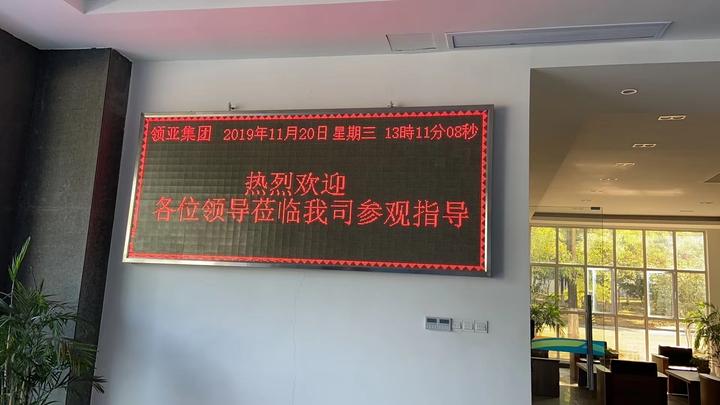 领亚集团 2019年11月20日 星期三 13時11分08秒
热烈欢迎
各位领导莅临我司参观指导